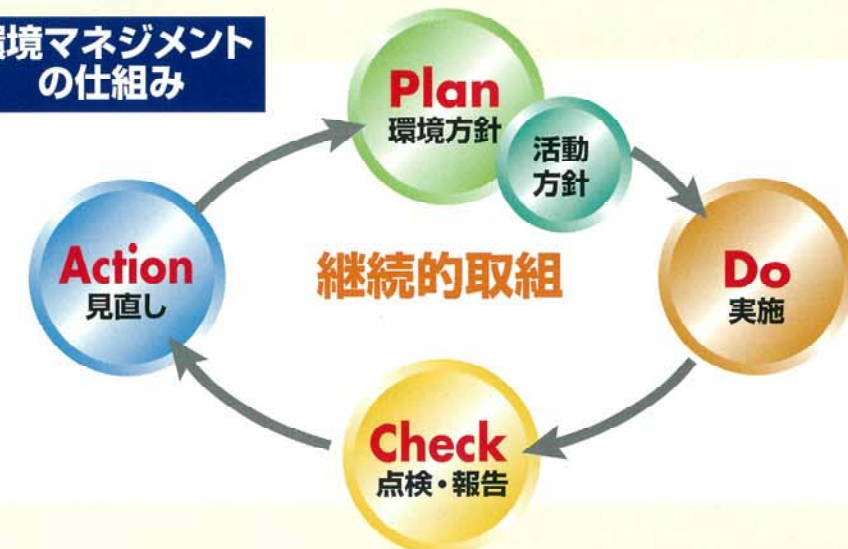 境マネジメント
の仕組み
Plan
環境方針
活動
方針
Do
実施
Check
点検・報告
Action
見直し
継続的取組